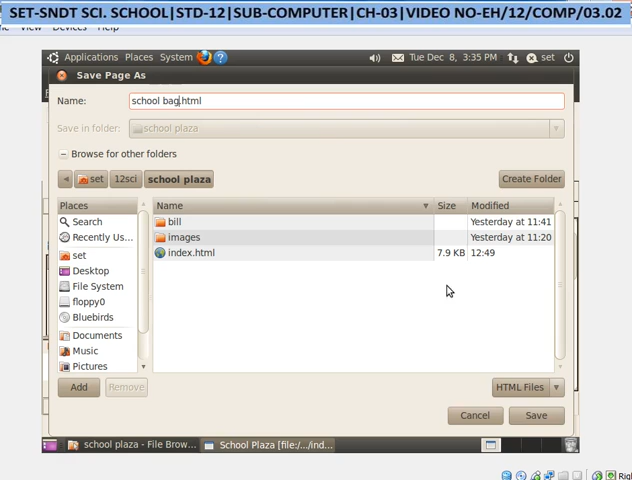 SET-SNDT SCI. SCHOOL|STD-12|SUB-COMPUTER|CH-03|VIDEO NO-EH/12/COMP/03.02
View Devices Help
Applications Places System Tue Dec 8, 3:35 PM set
Save Page As
Name: school bag.html
Save in folder: school plaza
Browse for other folders
set 12sci school plaza Create Folder
Places Name Size Modified
Search bill Yesterday at 11:41
Recently Us... images Yesterday at 11:20
set index.html 7.9 KB 12:49
Desktop
File System
floppy0
Bluebirds
Documents
Music
Pictures
Add Remove HTML Files
Cancel Save
school plaza - File Brow... School Plaza [file:/.../ind...
Righ